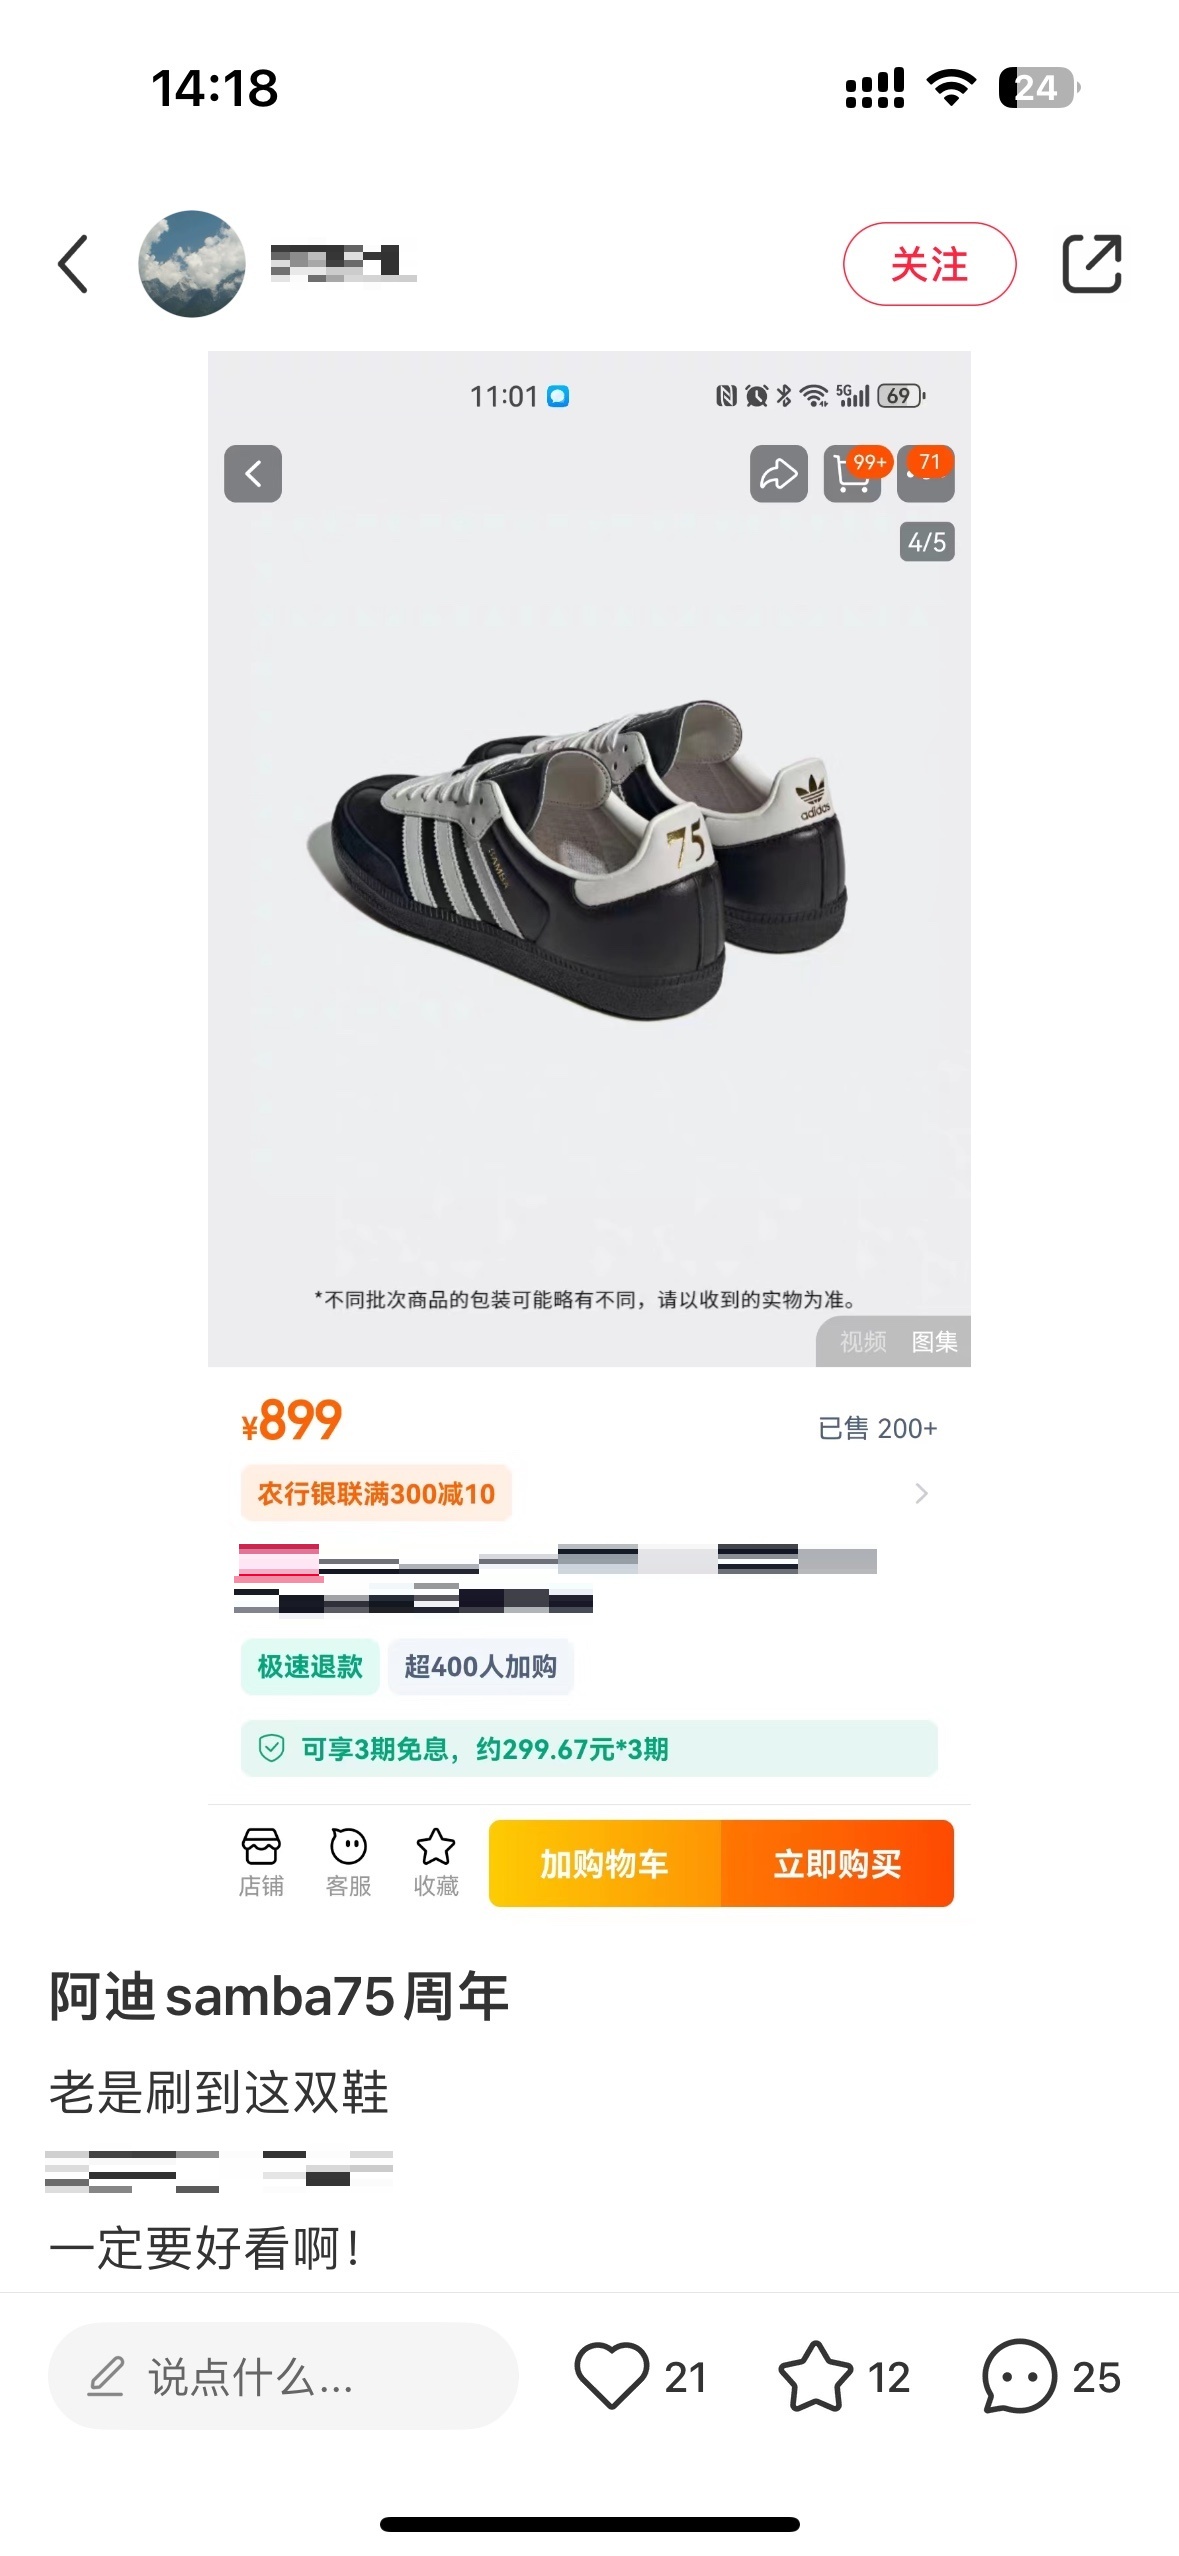 14:18
24
关注
11:01
5G
69
99+
71
4/5
SAMBA
75
adidas
*不同批次商品的包装可能略有不同，请以收到的实物为准。
视频 图集
¥899
已售 200+
农行银联满300减10
极速退款 超400人加购
可享3期免息，约299.67元*3期
店铺 客服 收藏
加购物车 立即购买
阿迪samba75周年
老是刷到这双鞋
一定要好看啊！
说点什么...
21 12 25